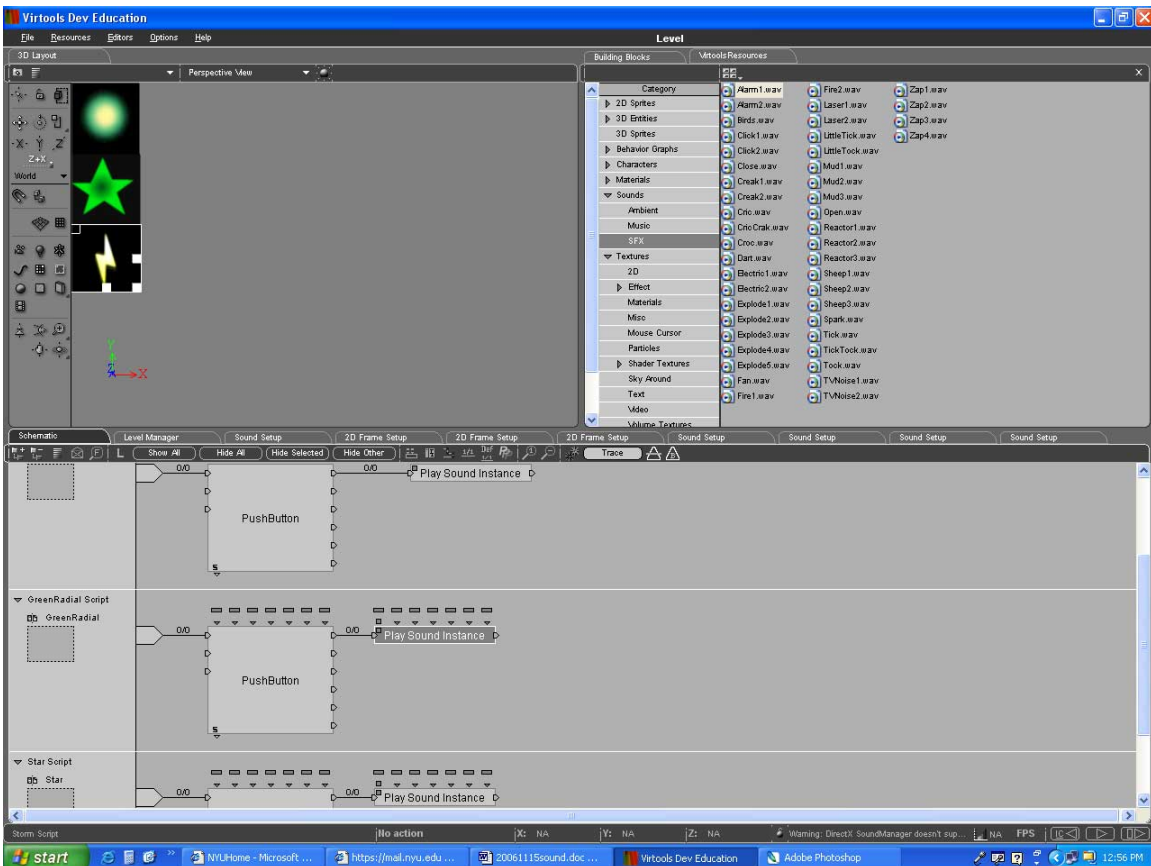 Virtools Dev Education
File Resources Editors Options Help Level
3D Layout
Building Blocks VirtoolsResources
Perspective View
Z+X
World
Category
2D Sprites
3D Entities
3D Sprites
Behavior Graphs
Characters
Materials
Sounds
Ambient
Music
SFX
Textures
2D
Effect
Materials
Misc
Mouse Cursor
Particles
Shader Textures
Sky Around
Text
Video
Volume Textures
Alarm1.wav Fire2.wav Zap1.wav
Alarm2.wav Laser1.wav Zap2.wav
Birds.wav Laser2.wav Zap3.wav
Click1.wav LittleTick.wav Zap4.wav
Click2.wav LittleTock.wav
Close.wav Mud1.wav
Creak1.wav Mud2.wav
Creak2.wav Mud3.wav
Cric.wav Open.wav
CricCrak.wav Reactor1.wav
Croc.wav Reactor2.wav
Dart.wav Reactor3.wav
Electric1.wav Sheep1.wav
Electric2.wav Sheep2.wav
Explode1.wav Sheep3.wav
Explode2.wav Spark.wav
Explode3.wav Tick.wav
Explode4.wav TickTock.wav
Explode5.wav Took.wav
Fan.wav TVNoise1.wav
Fire1.wav TVNoise2.wav
Y
Z X
Schematic Level Manager Sound Setup 2D Frame Setup 2D Frame Setup 2D Frame Setup Sound Setup Sound Setup Sound Setup Sound Setup
L Show All Hide All Hide Selected Hide Other Trace
0/0 0/0 Play Sound Instance
PushButton
S
GreenRadial Script
GreenRadial
0/0 0/0 Play Sound Instance
PushButton
S
Star Script
Star
0/0 0/0 Play Sound Instance
Storm Script No action X: NA Y: NA Z: NA Warning: DirectX SoundManager doesn't sup... NA FPS
start NYUHome - Microsoft ... https://mail.nyu.edu ... 20061115sound.doc ... Virtools Dev Education Adobe Photoshop 12:56 PM